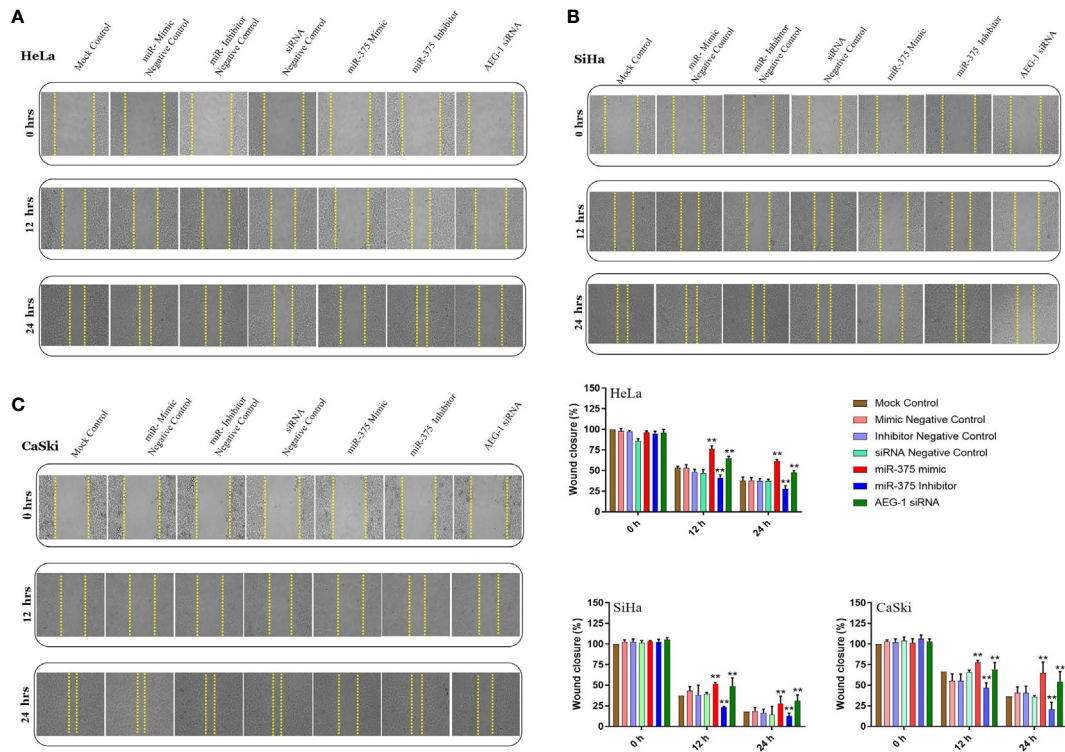 A
HeLa
Mock Control
miR- Mimic
Negative Control
miR- Inhibitor
Negative Control
siRNA
Negative Control
miR-375 Mimic
miR-375 Inhibitor
AEG-1 siRNA
0 hrs
12 hrs
24 hrs
B
SiHa
Mock Control
miR- Mimic
Negative Control
miR- Inhibitor
Negative Control
siRNA
Negative Control
miR-375 Mimic
miR-375 Inhibitor
AEG-1 siRNA
0 hrs
12 hrs
24 hrs
C
CaSki
Mock Control
miR- Mimic
Negative Control
miR- Inhibitor
Negative Control
siRNA
Negative Control
miR-375 Mimic
miR-375 Inhibitor
AEG-1 siRNA
0 hrs
12 hrs
24 hrs
HeLa
Wound closure (%)
150
125
100
75
50
25
0
** ** **
** ** **
0 h 12 h 24 h
Mock Control
Mimic Negative Control
Inhibitor Negative Control
siRNA Negative Control
miR-375 mimic
miR-375 Inhibitor
AEG-1 siRNA
SiHa
Wound closure (%)
150
125
100
75
50
25
0
** ** **
** ** **
0 h 12 h 24 h
CaSki
Wound closure (%)
150
125
100
75
50
25
0
** ** **
** ** **
0 h 12 h 24 h